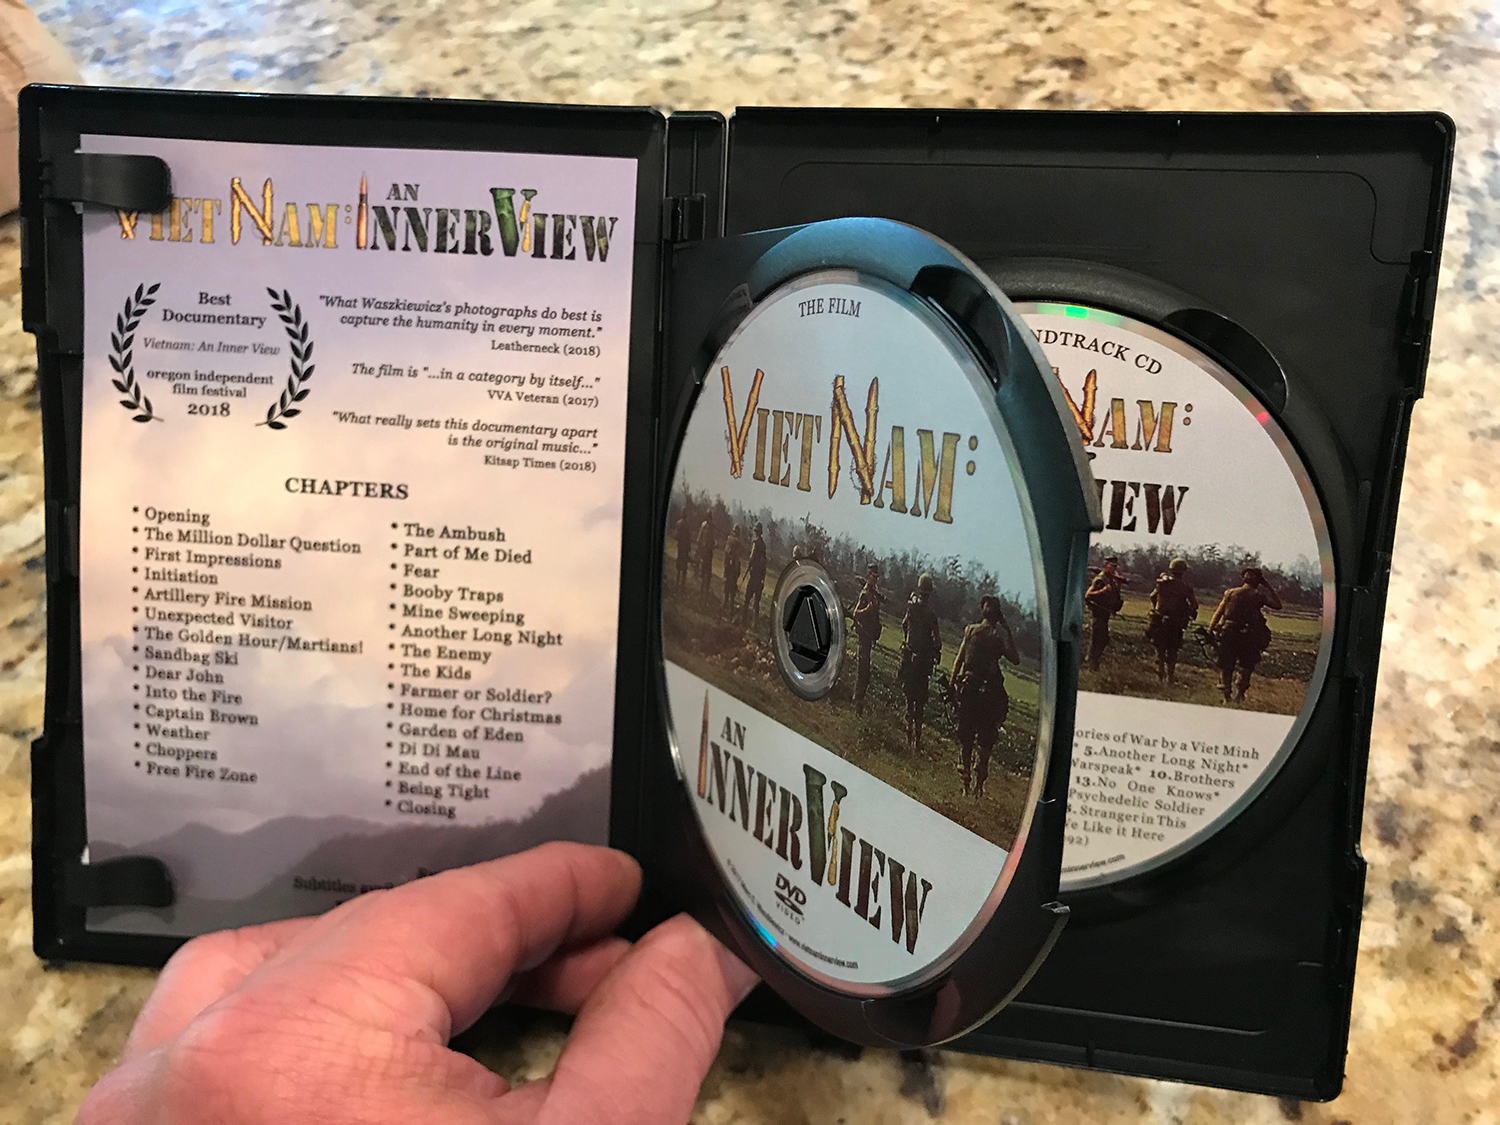 VIET NAM: AN INNERVIEW
Best
Documentary
Vietnam: An Inner View
oregon independent
film festival
2018
"What Waszkiewicz's photographs do best is
capture the humanity in every moment."
Leatherneck (2018)
The film is "...in a category by itself..."
VVA Veteran (2017)
"What really sets this documentary apart
is the original music..."
Kitsap Times (2018)
CHAPTERS
* Opening
* The Million Dollar Question
* First Impressions
* Initiation
* Artillery Fire Mission
* Unexpected Visitor
* The Golden Hour/Martians!
* Sandbag Ski
* Dear John
* Into the Fire
* Captain Brown
* Weather
* Choppers
* Free Fire Zone
* The Ambush
* Part of Me Died
* Fear
* Booby Traps
* Mine Sweeping
* Another Long Night
* The Enemy
* The Kids
* Farmer or Soldier?
* Home for Christmas
* Garden of Eden
* Di Di Mau
* End of the Line
* Being Tight
* Closing
Subtitles
THE FILM
VIET NAM:
AN
INNERVIEW
DVD
VIDEO
NDTRACK CD
NAM:
IEW
ories of War by a Viet Minh
* 5.Another Long Night*
Warspeak* 10.Brothers
13.No One Knows*
Psychedelic Soldier
. Stranger in This
e Like it Here
92)